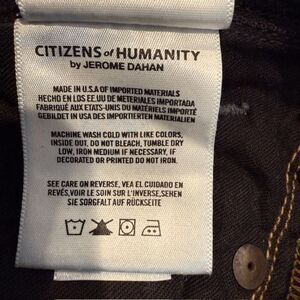 CITIZENS of HUMANITY
by JEROME DAHAN
MADE IN U.S.A OF IMPORTED MATERIALS
HECHO EN LOS EE.UU DE METERIALES IMPORTADA
FABRIQUÉ AUX ETATS-UNIS DU MATÉRIELS IMPORTÉ
GEBILDET IN USA DES IMPORTIERTEN MATERIALIEN
MACHINE WASH COLD WITH LIKE COLORS,
INSIDE OUT, DO NOT BLEACH, TUMBLE DRY
LOW, IRON MEDIUM IF NECESSARY, IF
DECORATED OR PRINTED DO NOT IRON.
SEE CARE ON REVERSE, VEA EL CUIDADO EN
REVÉS, VOIR LE SOIN SUR L'INVERSE, SEHEN
SIE SORGFALT AUF RÜCKSEITE